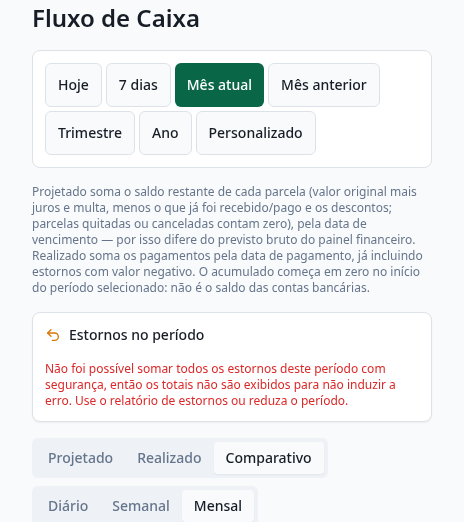 Fluxo de Caixa
Hoje
7 dias
Mês atual
Mês anterior
Trimestre
Ano
Personalizado
Projetado soma o saldo restante de cada parcela (valor original mais
juros e multa, menos o que já foi recebido/pago e os descontos;
parcelas quitadas ou canceladas contam zero), pela data de
vencimento — por isso difere do previsto bruto do painel financeiro.
Realizado soma os pagamentos pela data de pagamento, já incluindo
estornos com valor negativo. O acumulado começa em zero no início
do período selecionado: não é o saldo das contas bancárias.
Estornos no período
Não foi possível somar todos os estornos deste período com
segurança, então os totais não são exibidos para não induzir a
erro. Use o relatório de estornos ou reduza o período.
Projetado
Realizado
Comparativo
Diário
Semanal
Mensal